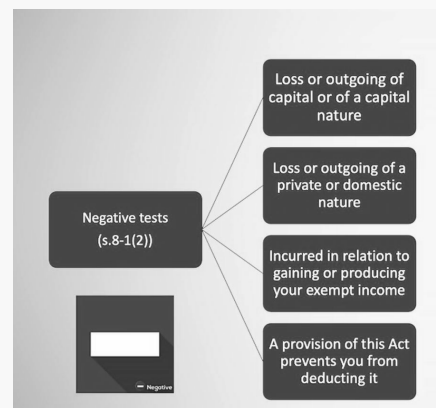 Loss or outgoing of
capital or of a capital
nature
Loss or outgoing of a
private or domestic
nature
Negative tests
(s.8-1(2))
Incurred in relation to
gaining or producing
your exempt income
A provision of this Act
prevents you from
deducting it
Negative